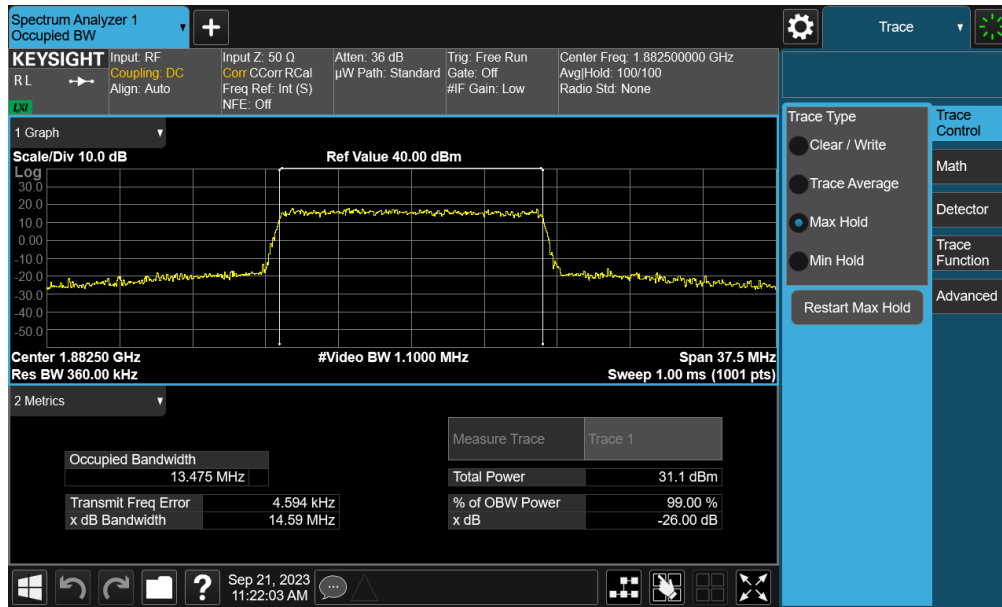 Spectrum Analyzer 1
Occupied BW
+
Trace
KEYSIGHT
R L
LXI
Input: RF
Coupling: DC
Align: Auto
Input Z: 50 Ω
Corr CCorr RCal
Freq Ref: Int (S)
NFE: Off
Atten: 36 dB
µW Path: Standard
Trig: Free Run
Gate: Off
#IF Gain: Low
Center Freq: 1.882500000 GHz
Avg|Hold: 100/100
Radio Std: None
1 Graph
Scale/Div 10.0 dB
Ref Value 40.00 dBm
Log
30.0
20.0
10.0
0.00
-10.0
-20.0
-30.0
-40.0
-50.0
Center 1.88250 GHz
#Video BW 1.1000 MHz
Span 37.5 MHz
Res BW 360.00 kHz
Sweep 1.00 ms (1001 pts)
2 Metrics
Measure Trace
Trace 1
Occupied Bandwidth
13.475 MHz
Total Power
31.1 dBm
Transmit Freq Error
4.594 kHz
% of OBW Power
99.00 %
x dB Bandwidth
14.59 MHz
x dB
-26.00 dB
Trace Type
Clear / Write
Trace Average
Max Hold
Min Hold
Restart Max Hold
Trace
Control
Math
Detector
Trace
Function
Advanced
?
Sep 21, 2023
11:22:03 AM